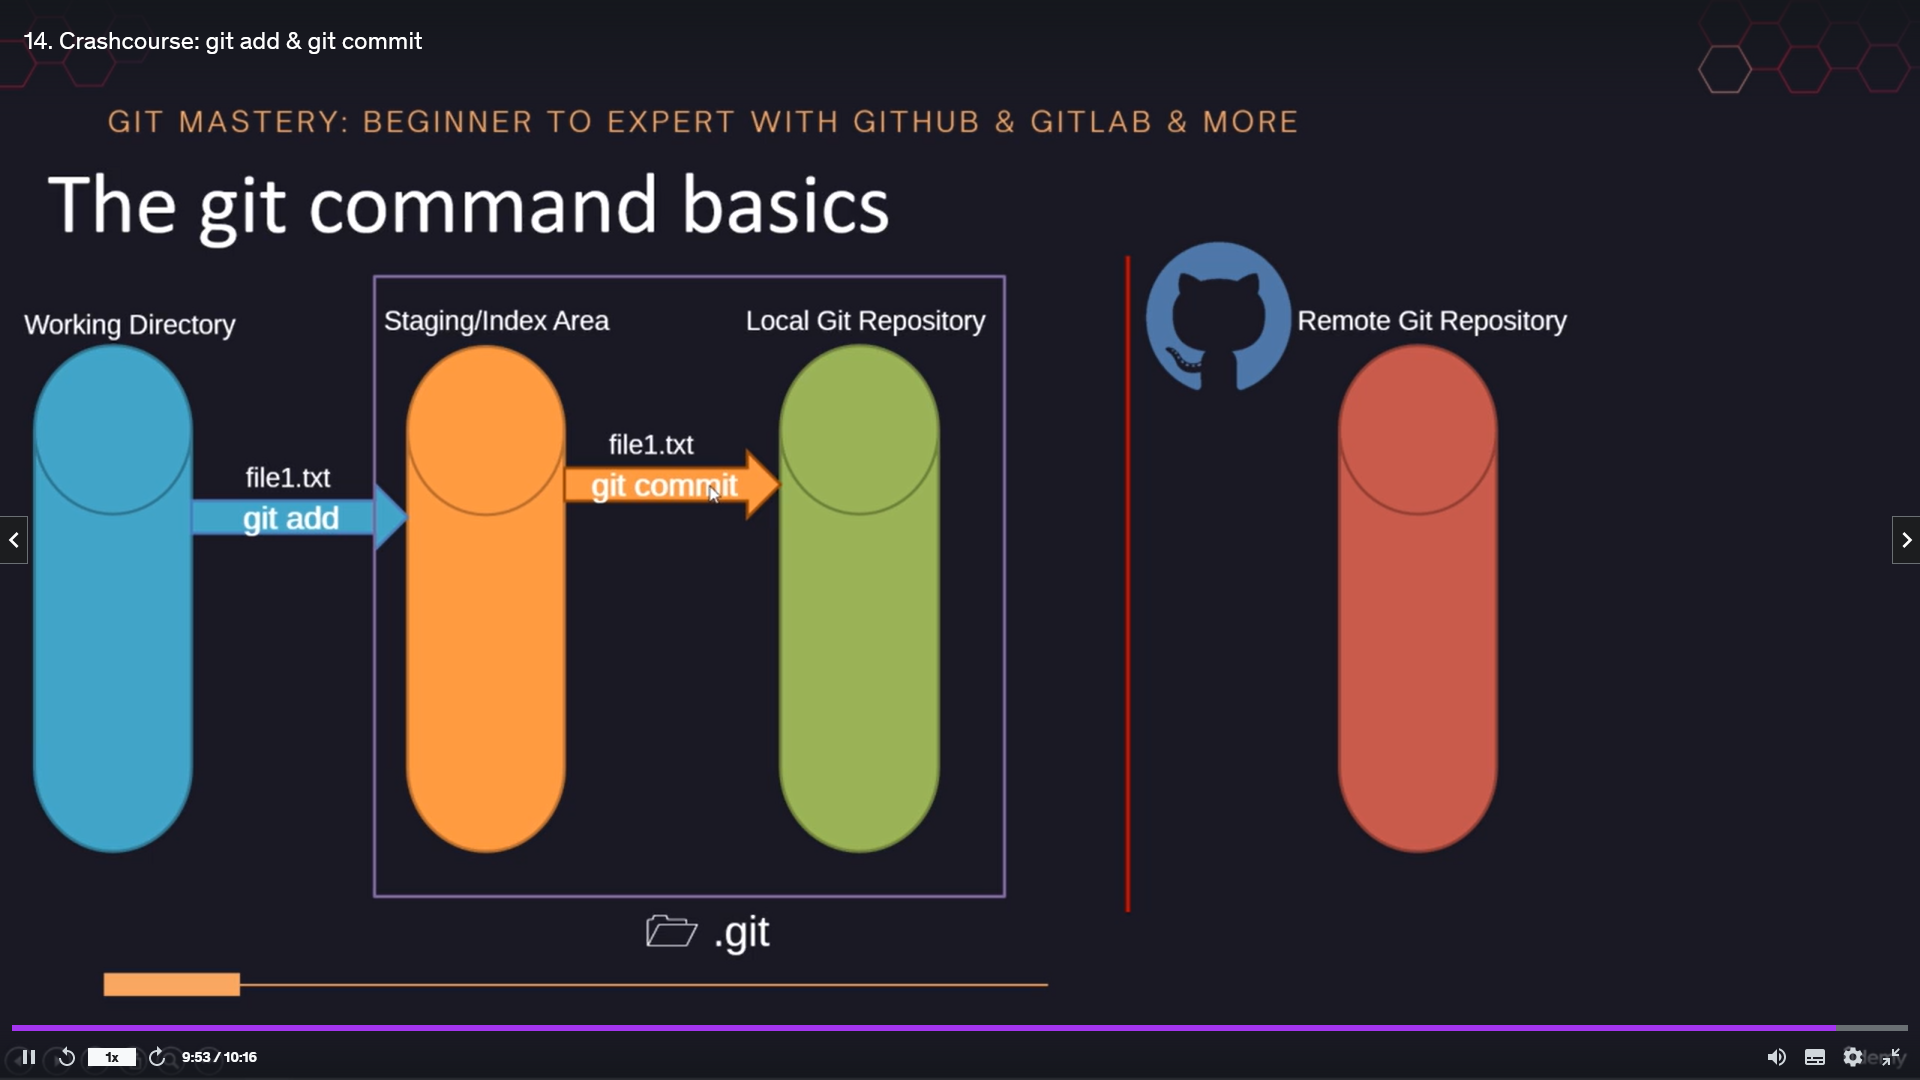 14. Crashcourse: git add & git commit
GIT MASTERY: BEGINNER TO EXPERT WITH GITHUB & GITLAB & MORE
The git command basics
Working Directory
Staging/Index Area
Local Git Repository
Remote Git Repository
file1.txt
git add
file1.txt
git commit
.git
1x
9:53 / 10:16